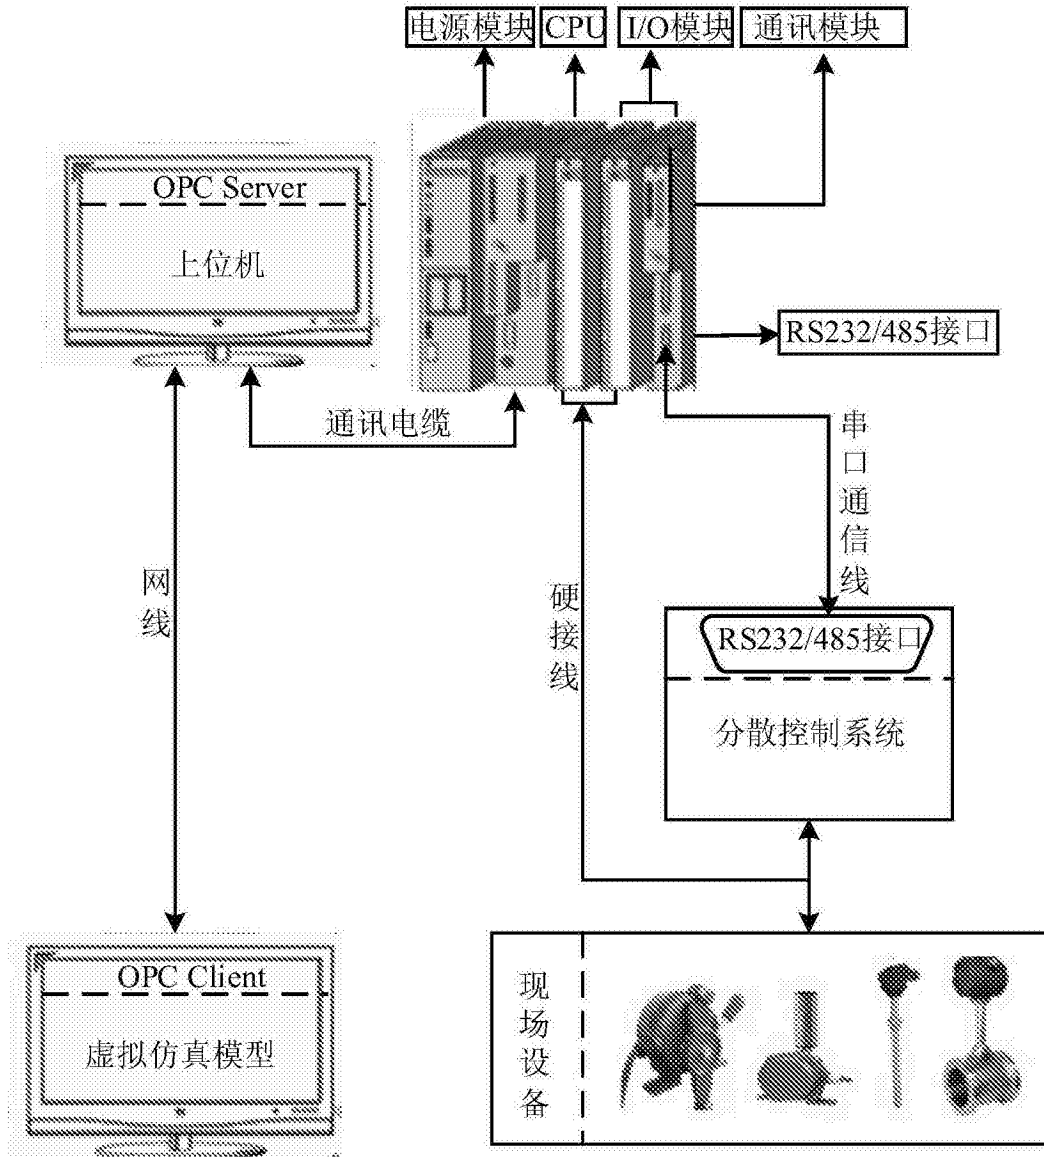 电源模块
CPU
I/O模块
通讯模块
OPC Server
上位机
RS232/485接口
通讯电缆
串口通信线
网线
硬接线
RS232/485接口
分散控制系统
OPC Client
虚拟仿真模型
现场设备